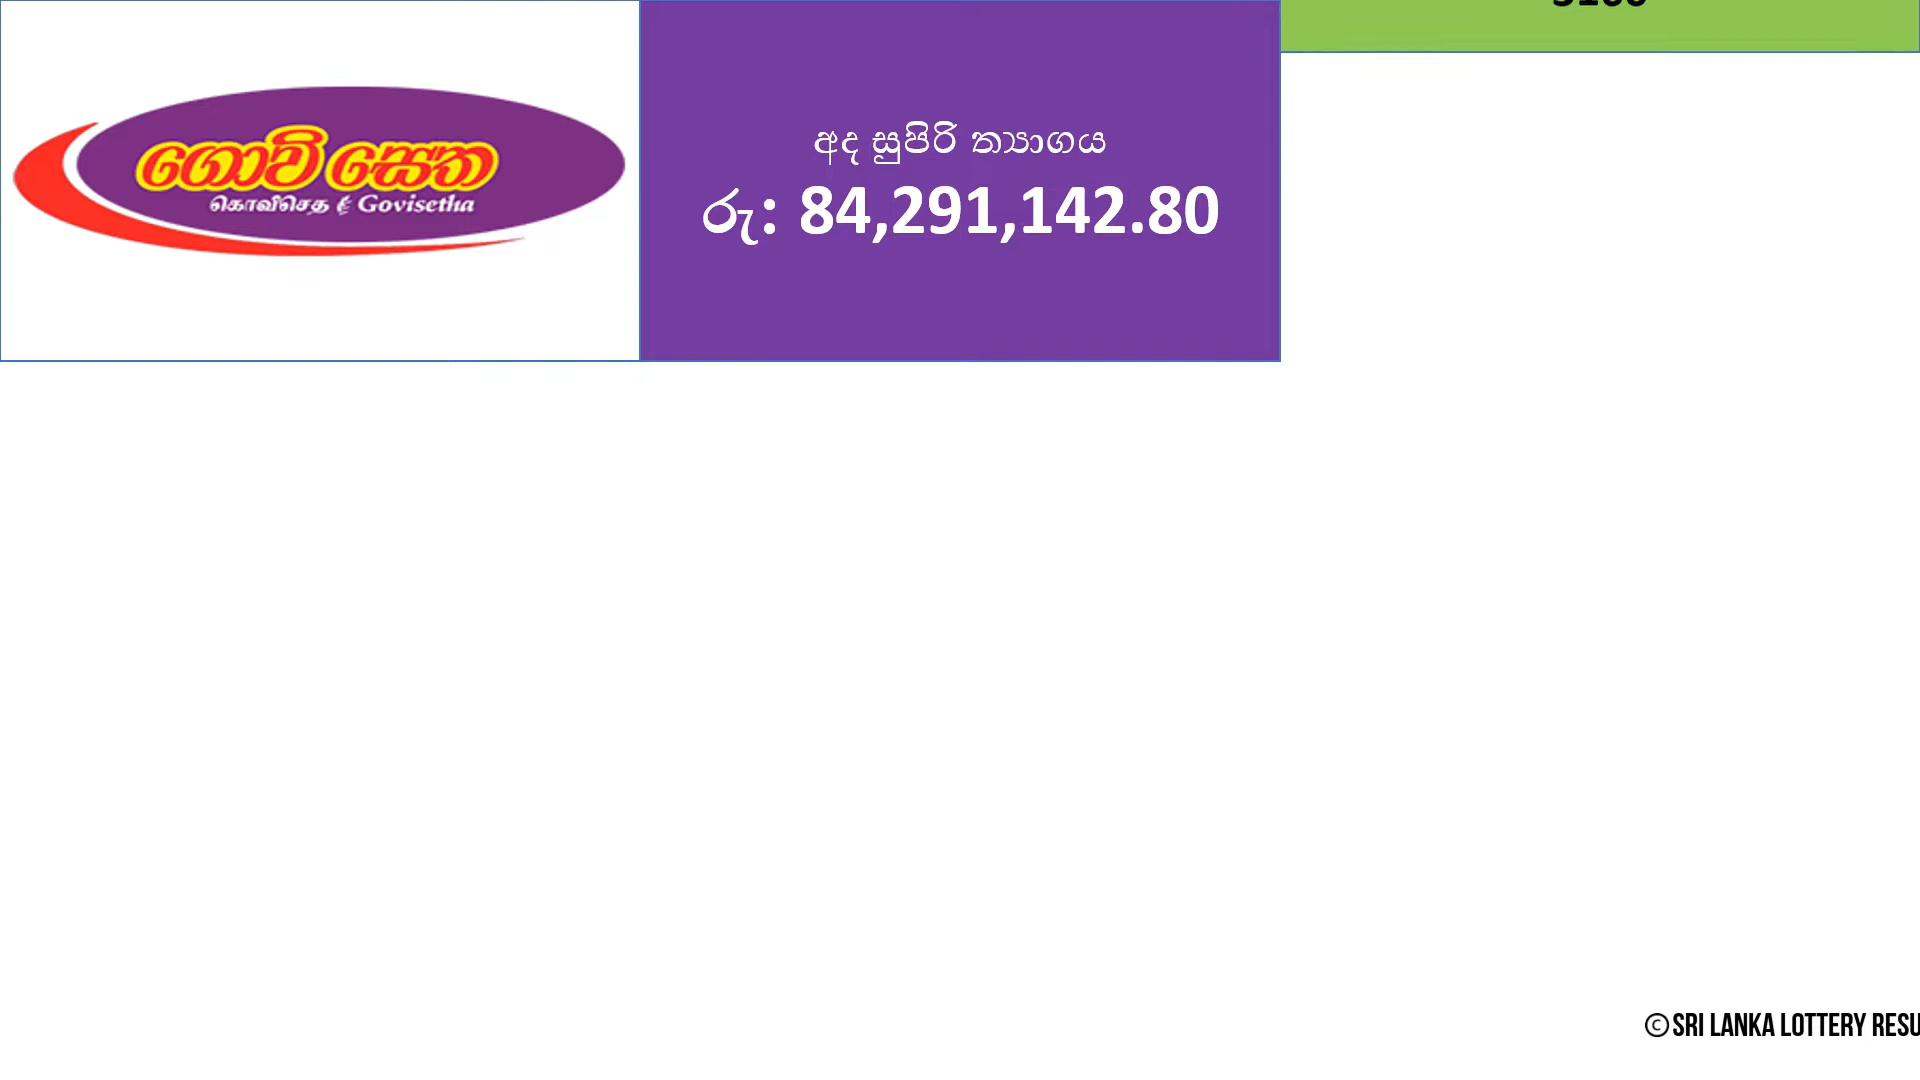 ගොවි සෙත
கொவிசெத
Govisetha
අද සුපිරි ත්‍යාගය
රු: 84,291,142.80
© SRI LANKA LOTTERY RESU